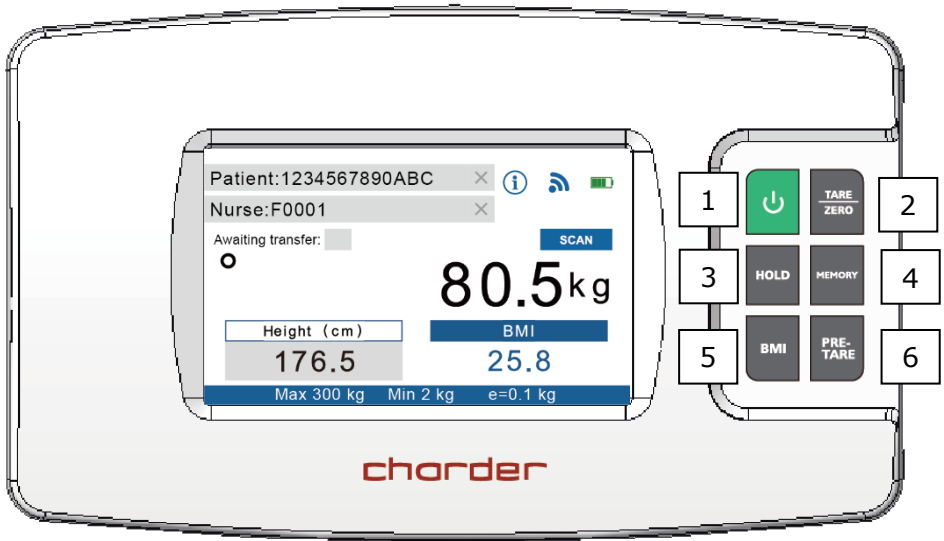 Patient:1234567890ABC
Nurse:F0001
Awaiting transfer:
SCAN
80.5kg
Height (cm)
BMI
176.5
25.8
Max 300 kg Min 2 kg e=0.1 kg
charder
1
TARE
ZERO
2
3
HOLD
MEMORY
4
5
BMI
PRE-
TARE
6